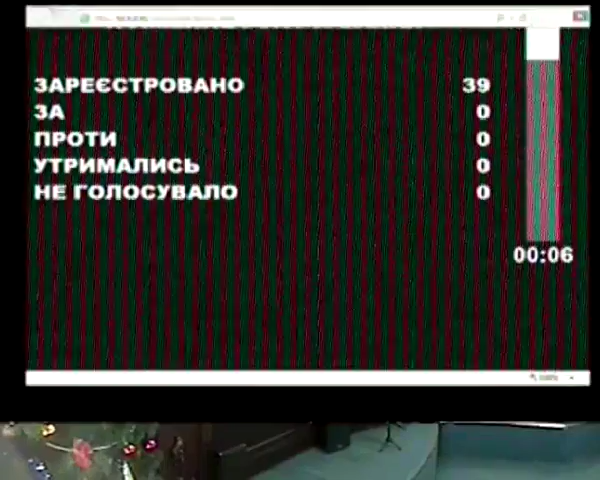 ЗАРЕЄСТРОВАНО 39
ЗА 0
ПРОТИ 0
УТРИМАЛИСЬ 0
НЕ ГОЛОСУВАЛО 0
00:06